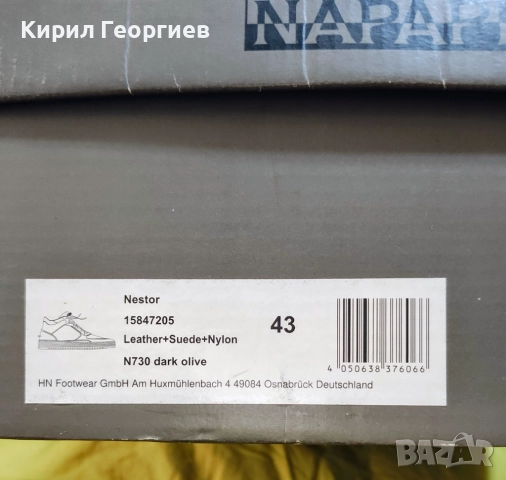 Кирил Георгиев
NAPAPI
Nestor
15847205
Leather+Suede+Nylon
43
N730 dark olive
4 050638 376066
HN Footwear GmbH Am Huxmühlenbach 4 49084 Osnabrück Deutschland
BAZAR